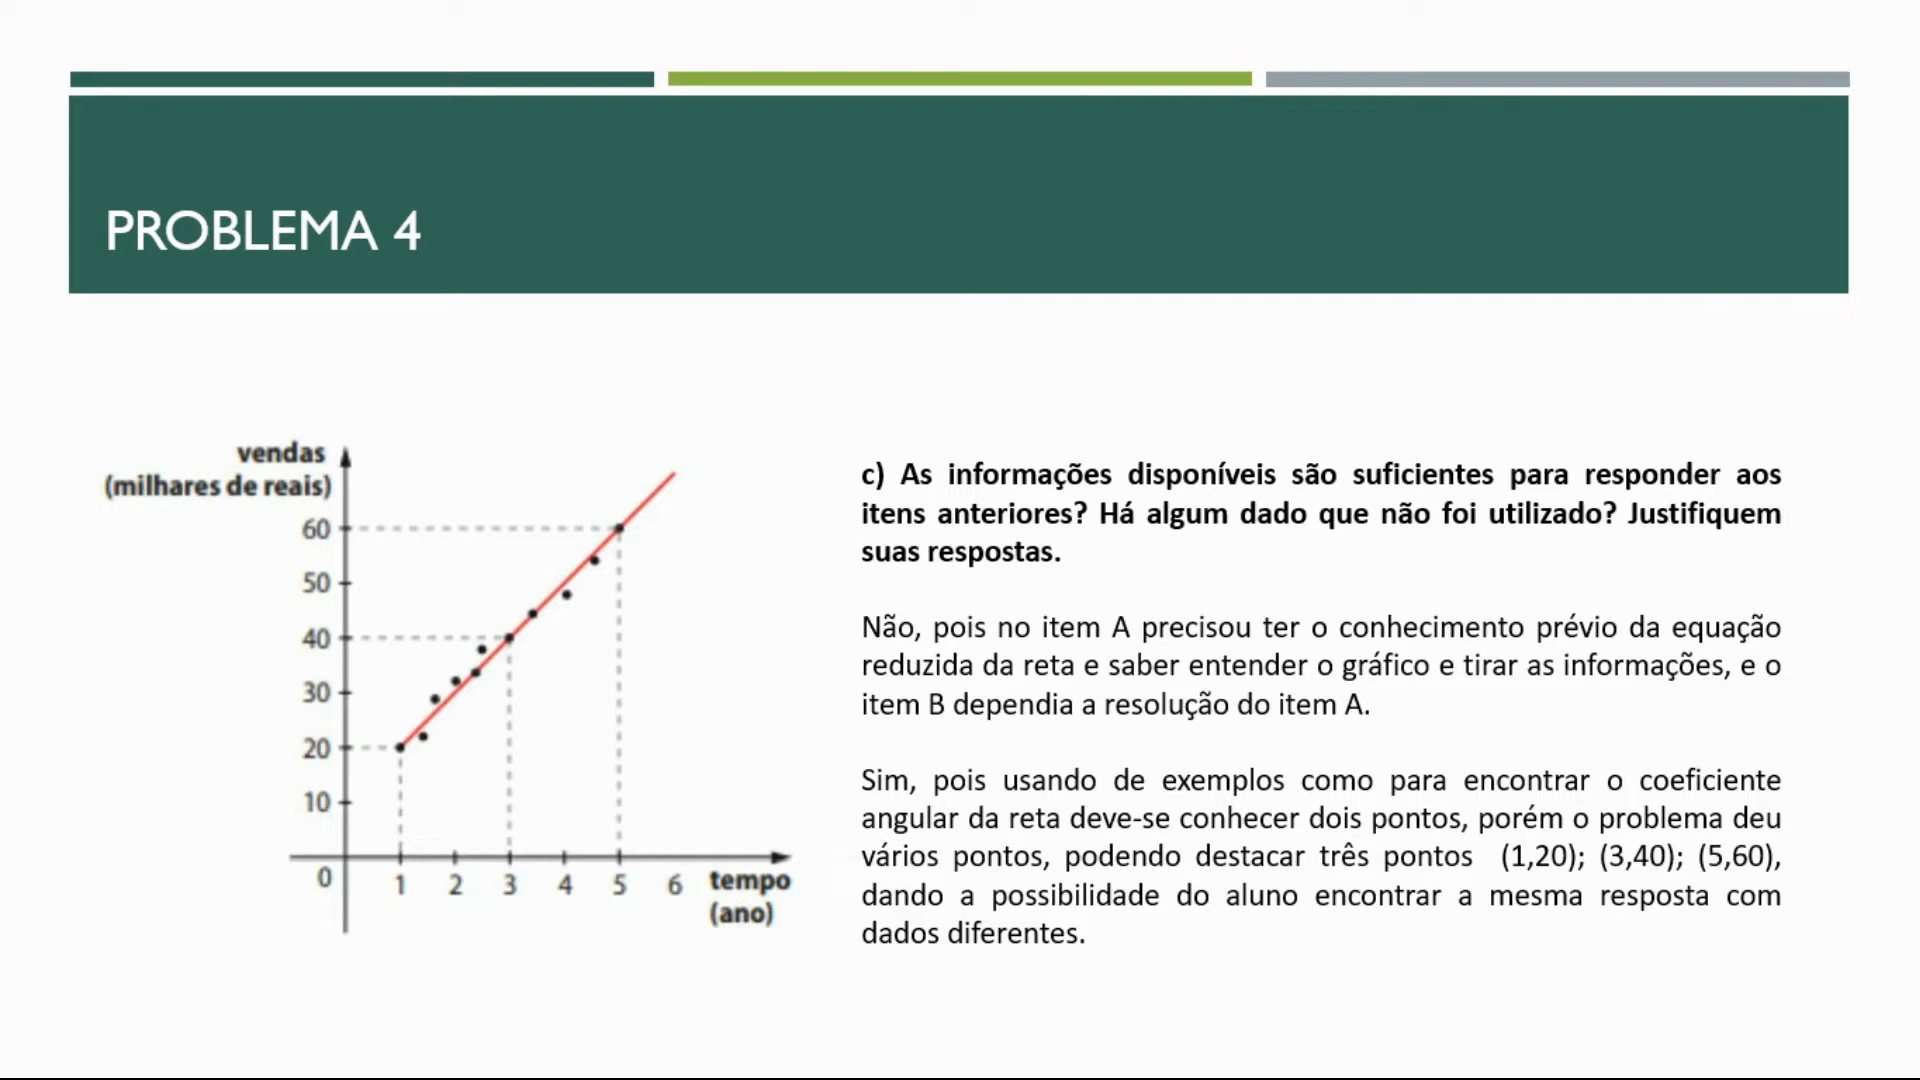 PROBLEMA 4
vendas
(milhares de reais)
60
50
40
30
20
10
0
1
2
3
4
5
6
tempo
(ano)
c) As informações disponíveis são suficientes para responder aos
itens anteriores? Há algum dado que não foi utilizado? Justifiquem
suas respostas.
Não, pois no item A precisou ter o conhecimento prévio da equação
reduzida da reta e saber entender o gráfico e tirar as informações, e o
item B dependia a resolução do item A.
Sim, pois usando de exemplos como para encontrar o coeficiente
angular da reta deve-se conhecer dois pontos, porém o problema deu
vários pontos, podendo destacar três pontos (1,20); (3,40); (5,60),
dando a possibilidade do aluno encontrar a mesma resposta com
dados diferentes.